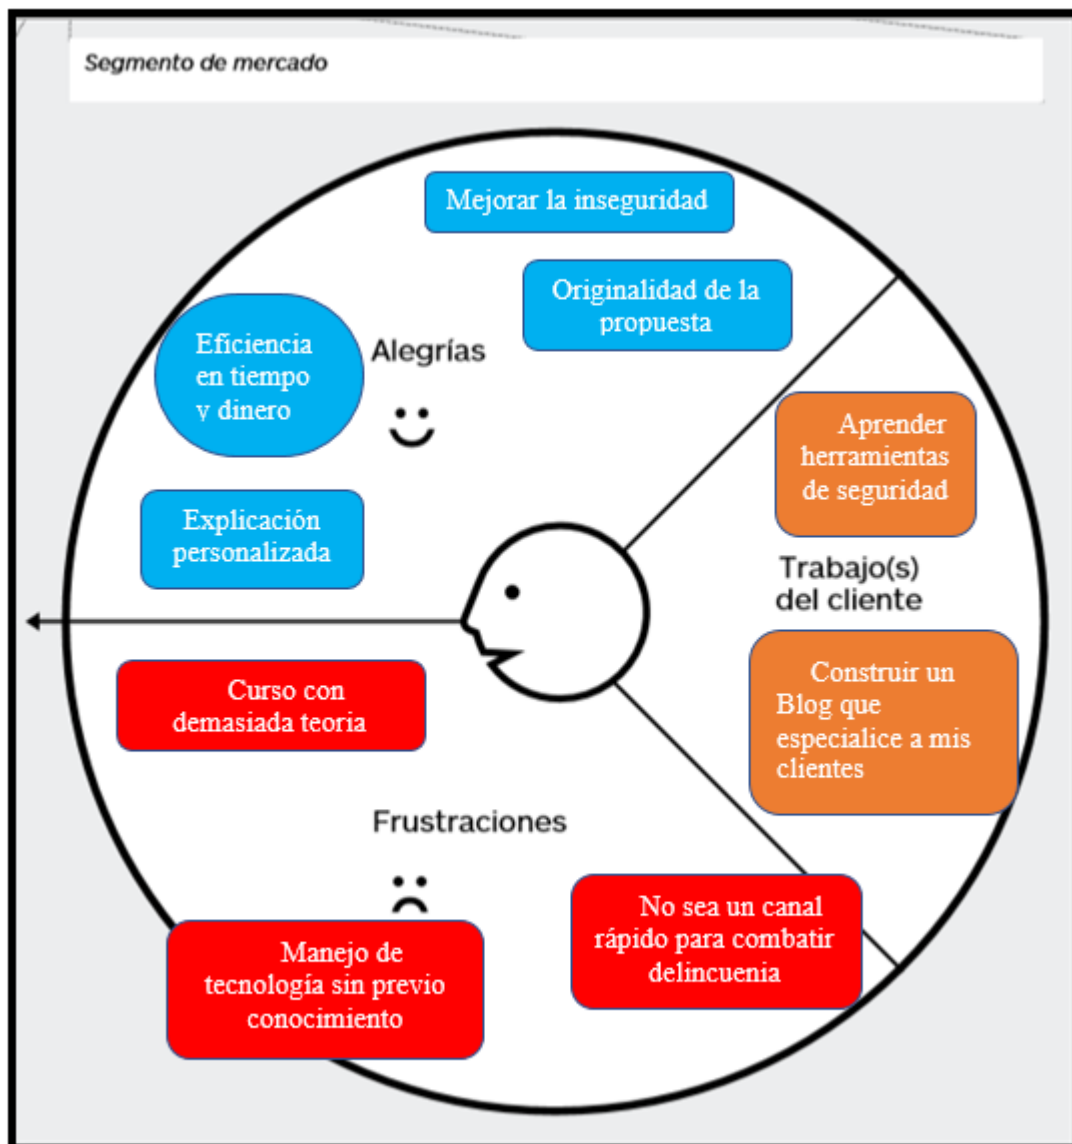 Segmento de mercado
Mejorar la inseguridad
Originalidad de la
propuesta
Eficiencia
en tiempo
y dinero
Alegrías
Explicación
personalizada
Aprender
herramientas
de seguridad
Trabajo(s)
del cliente
Construir un
Blog que
especialice a mis
clientes
Curso con
demasiada teoria
Frustraciones
No sea un canal
rápido para combatir
delincuenia
Manejo de
tecnología sin previo
conocimiento